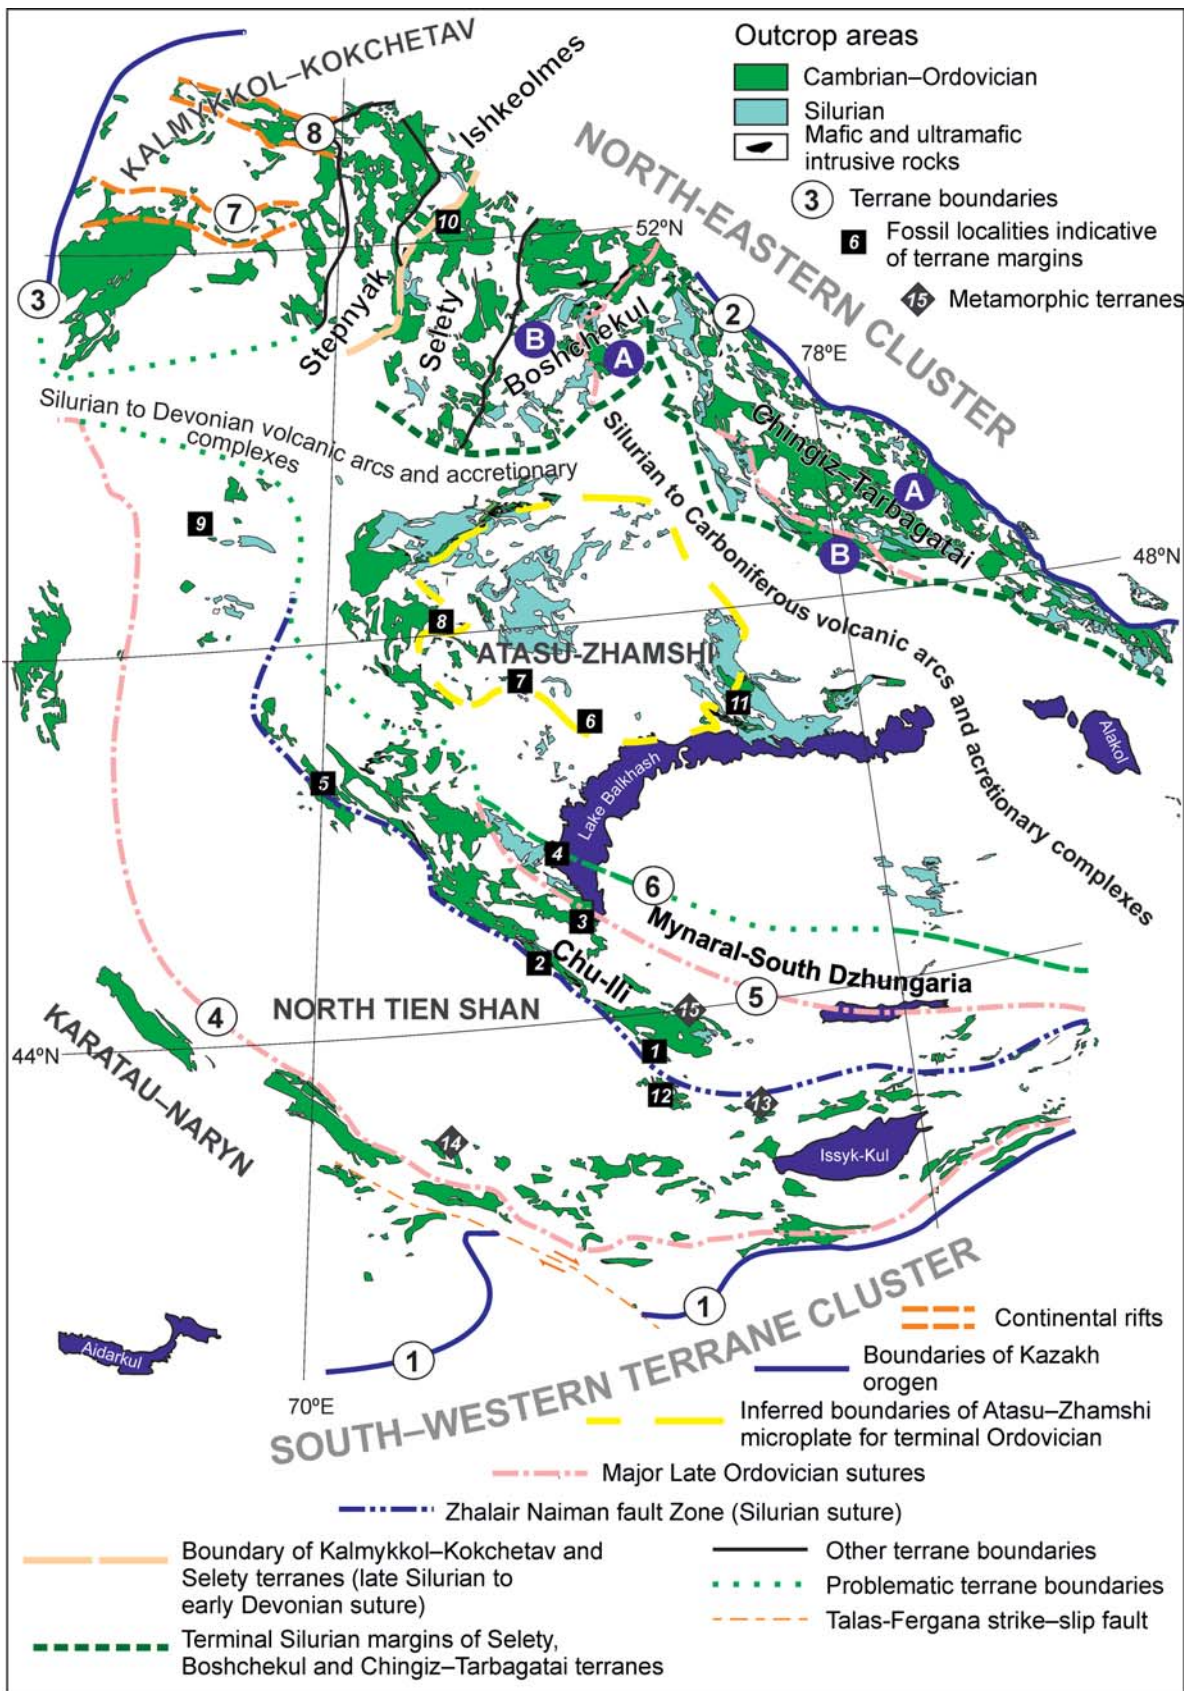 Outcrop areas
Cambrian–Ordovician
Silurian
Mafic and ultramafic
intrusive rocks
3
Terrane boundaries
6
Fossil localities indicative
of terrane margins
15
Metamorphic terranes
KALMYKKOL–KOKCHETAV
Ishkeolmes
NORTH-EASTERN CLUSTER
8
7
10
52ºN
3
Stepnyak
Selety
B
Boshchekul
A
2
78ºE
Silurian to Devonian volcanic arcs and accretionary
complexes
Silurian to Carboniferous volcanic arcs and acretionary complexes
Chingiz–Tarbagatai
A
B
48ºN
9
8
ATASU-ZHAMSHI
7
6
11
Alakol
5
Lake Balkhash
4
6
3
Mynaral-South Dzhungaria
2
Chu-Ili
5
15
NORTH TIEN SHAN
4
44ºN
1
12
13
KARATAU–NARYN
14
Issyk-Kul
1
1
Aidarkul
70ºE
SOUTH–WESTERN TERRANE CLUSTER
Continental rifts
Boundaries of Kazakh
orogen
Inferred boundaries of Atasu–Zhamshi
microplate for terminal Ordovician
Major Late Ordovician sutures
Zhalair Naiman fault Zone (Silurian suture)
Boundary of Kalmykkol–Kokchetav and
Selety terranes (late Silurian to
early Devonian suture)
Terminal Silurian margins of Selety,
Boshchekul and Chingiz–Tarbagatai terranes
Other terrane boundaries
Problematic terrane boundaries
Talas-Fergana strike–slip fault